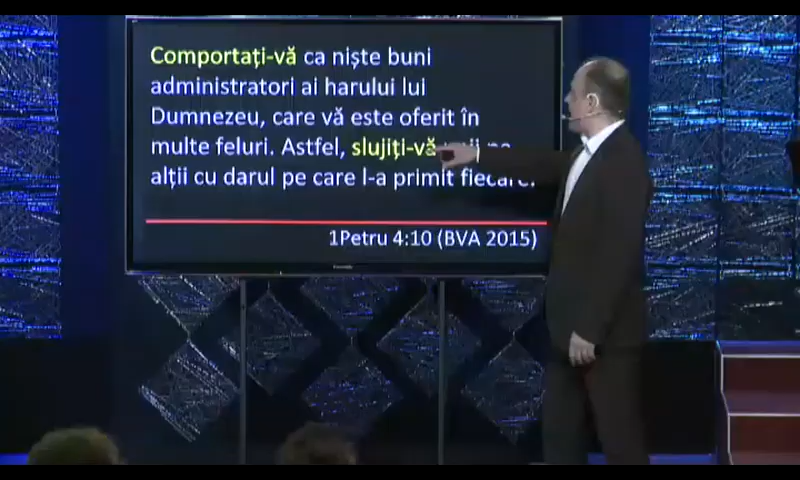 Comportați-vă ca niște buni
administratori ai harului lui
Dumnezeu, care vă este oferit în
multe feluri. Astfel, slujiți-vă
alții cu darul pe care l-a primit fiecare.
1Petru 4:10 (BVA 2015)